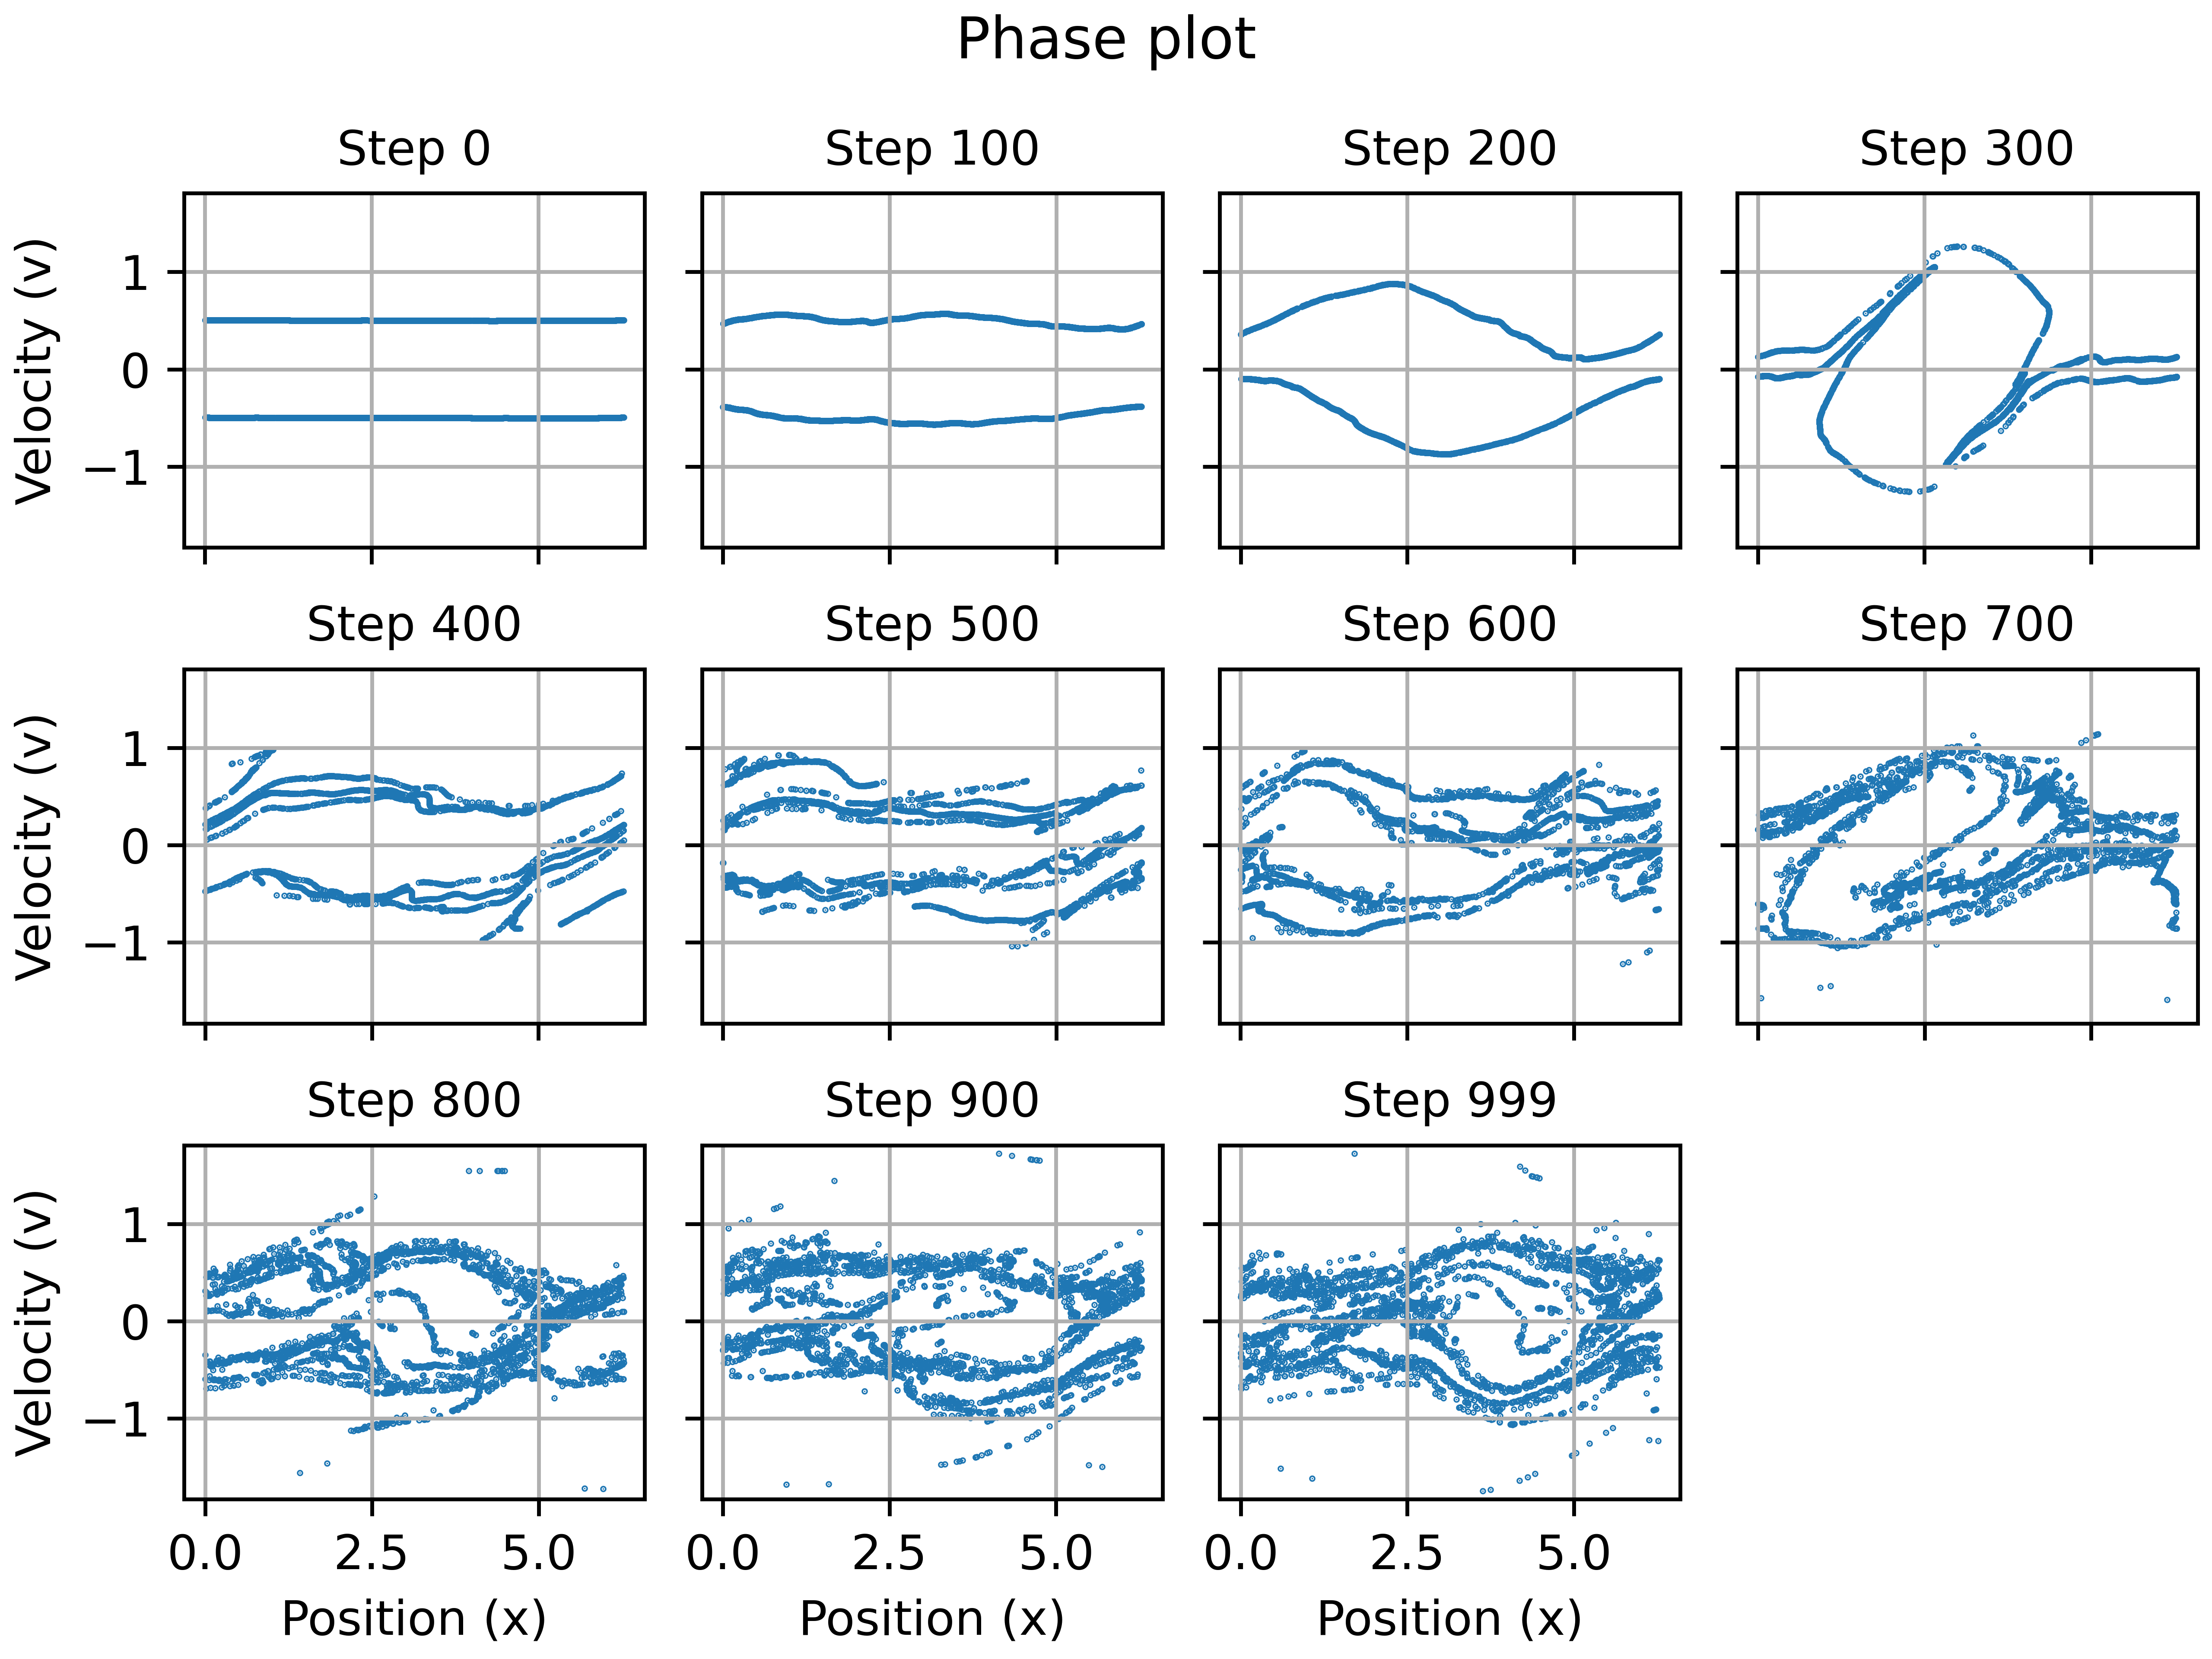 Phase plot
Step 0
Step 100
Step 200
Step 300
Velocity (v)
1
0
−1
Step 400
Step 500
Step 600
Step 700
Velocity (v)
1
0
−1
Step 800
Step 900
Step 999
Velocity (v)
1
0
−1
0.0 2.5 5.0
0.0 2.5 5.0
0.0 2.5 5.0
Position (x)
Position (x)
Position (x)